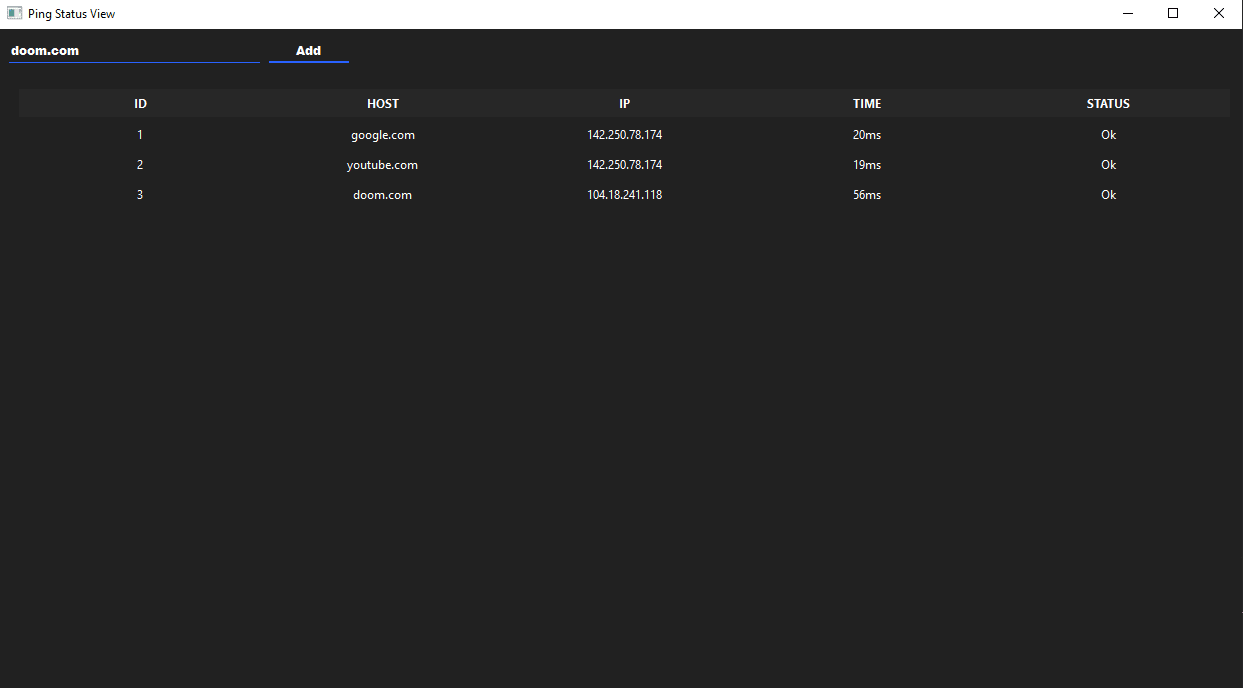 Ping Status View
doom.com Add
ID HOST IP TIME STATUS
1 google.com 142.250.78.174 20ms Ok
2 youtube.com 142.250.78.174 19ms Ok
3 doom.com 104.18.241.118 56ms Ok